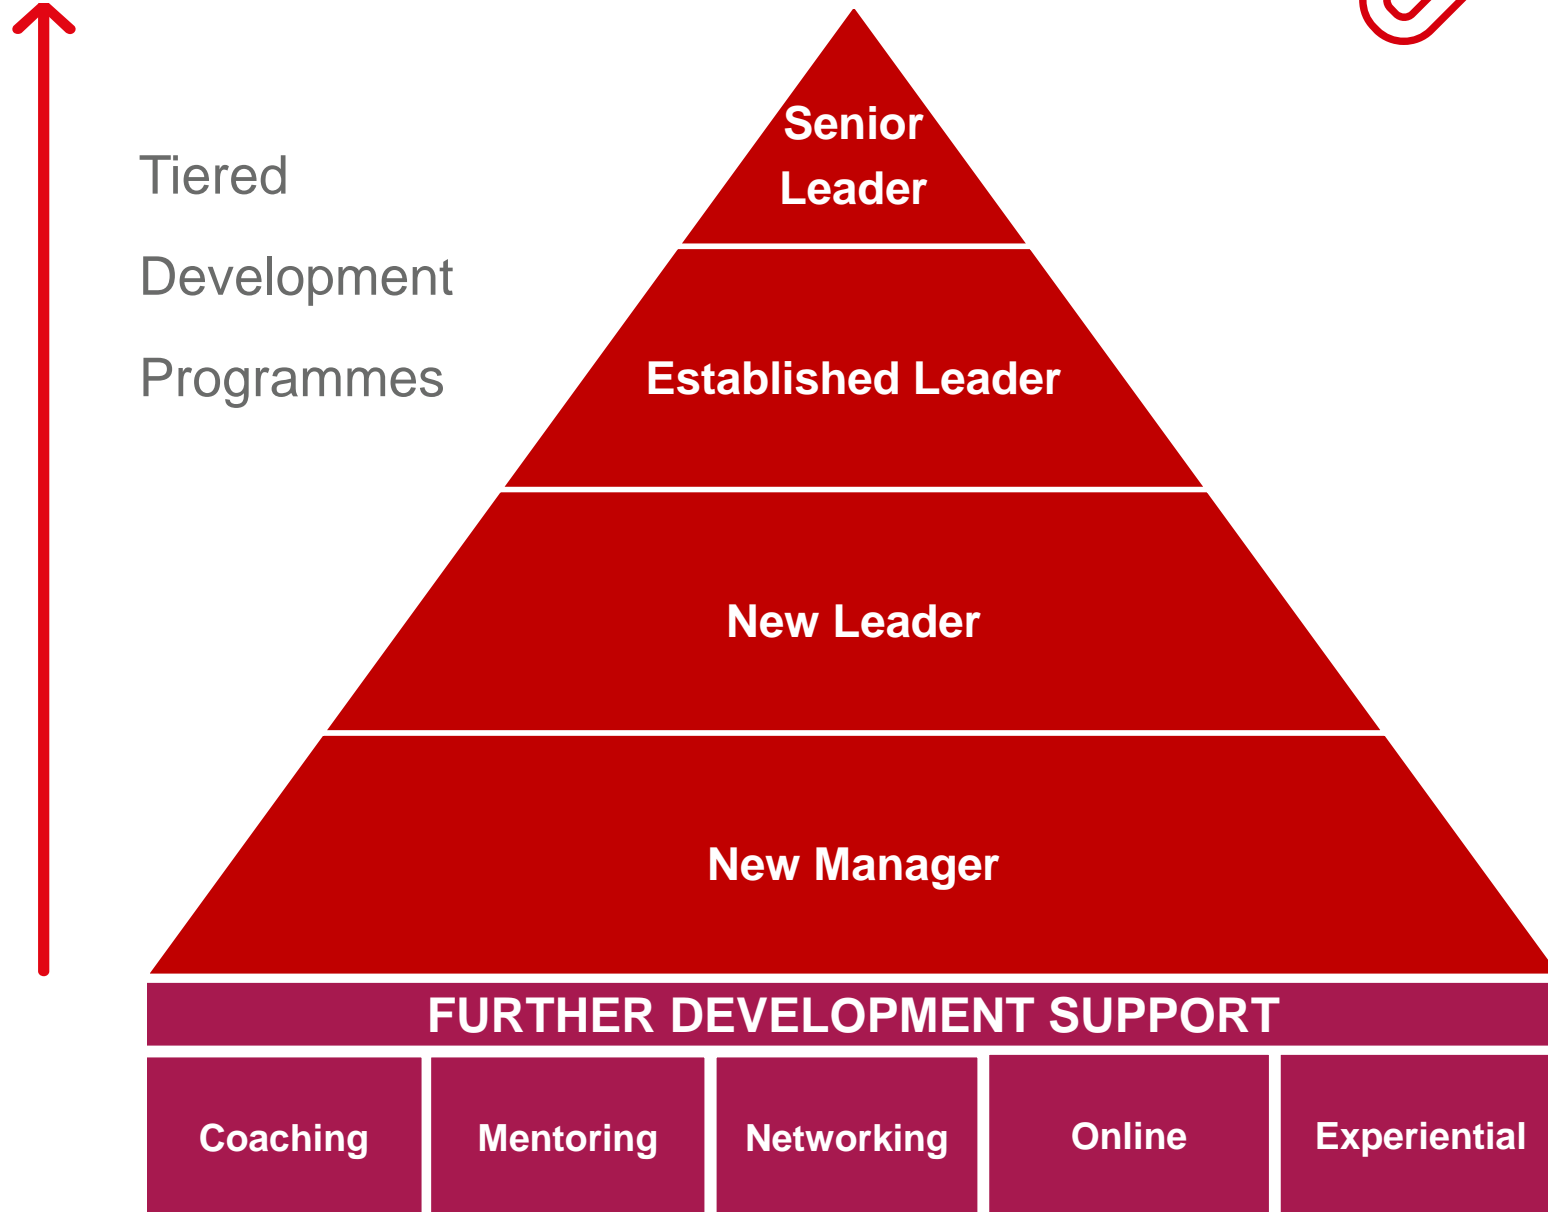 Tiered
Development
Programmes
Senior
Leader
Established Leader
New Leader
New Manager
FURTHER DEVELOPMENT SUPPORT
Coaching
Mentoring
Networking
Online
Experiential